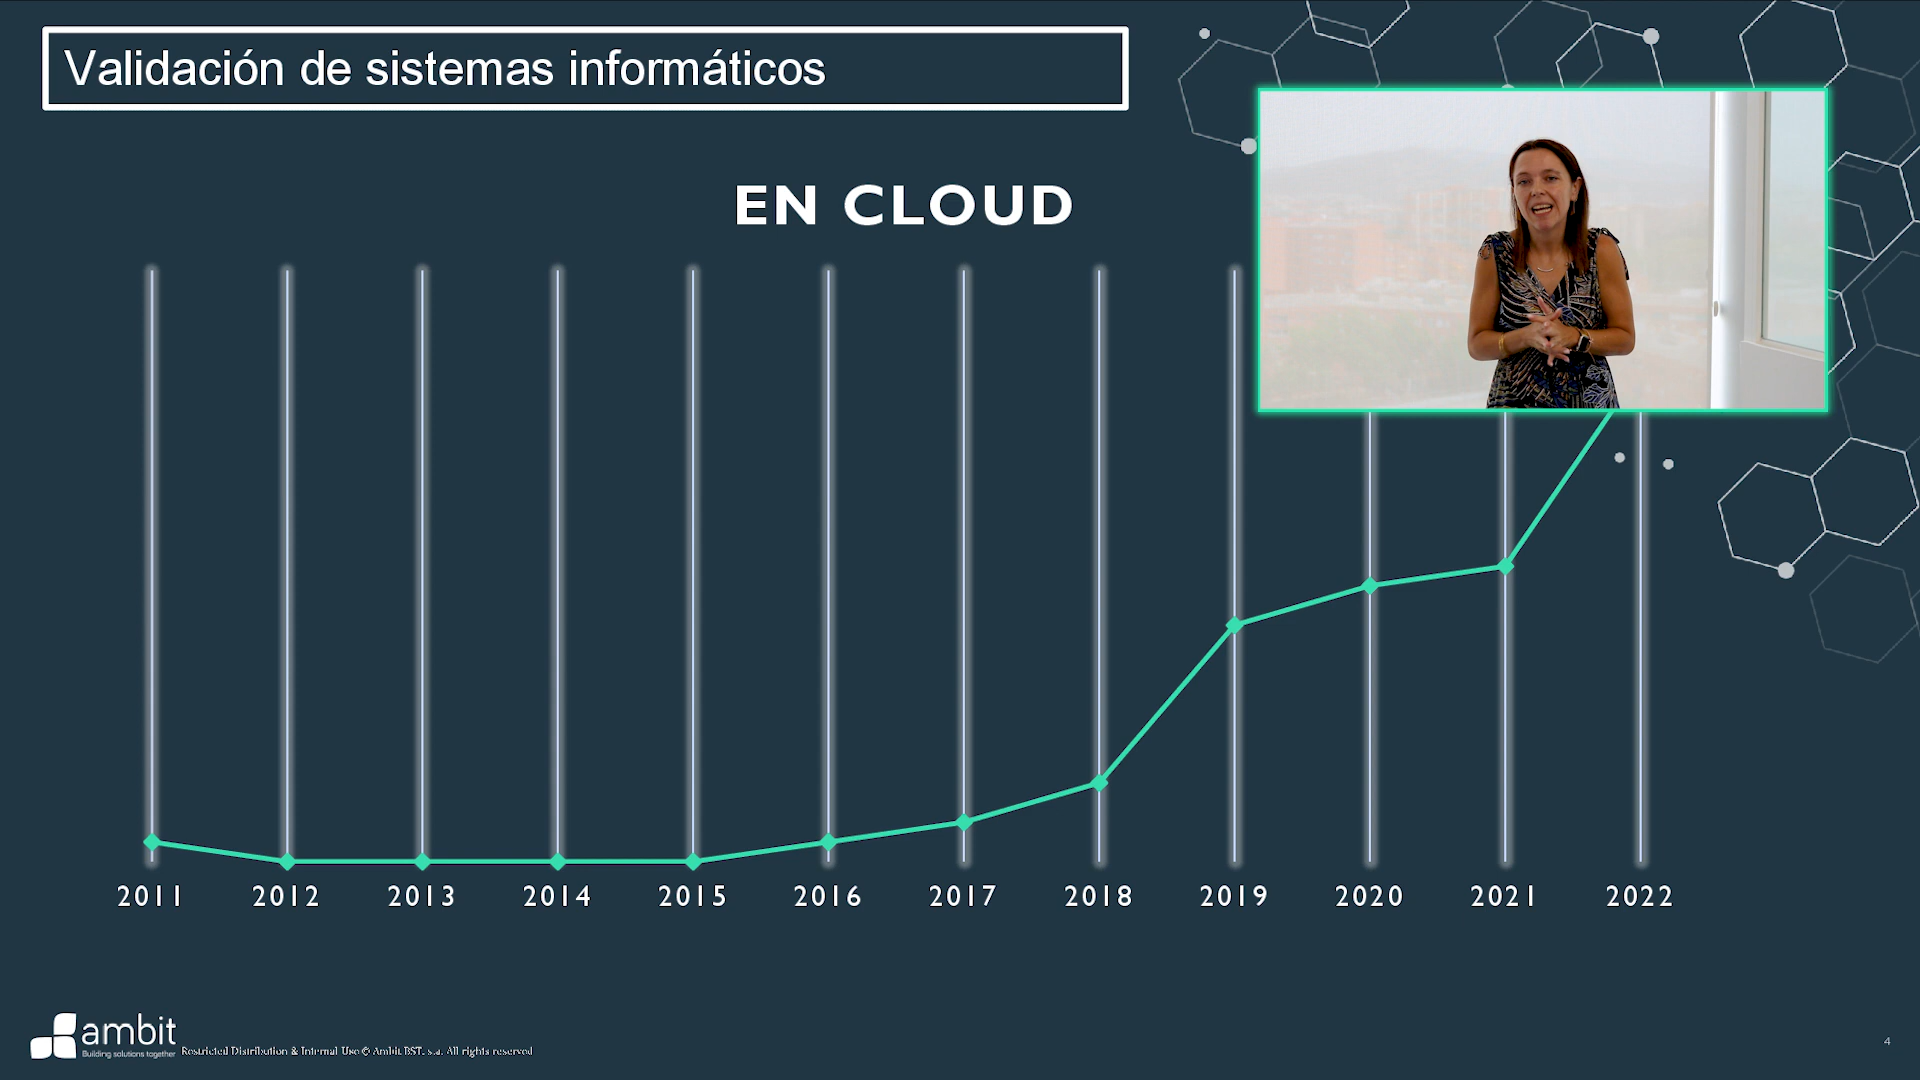 Validación de sistemas informáticos
EN CLOUD
2011 2012 2013 2014 2015 2016 2017 2018 2019 2020 2021 2022
ambit
Building solutions together
Restricted Distribution & Internal Use © Ambit BST. s.a. All rights reserved
4